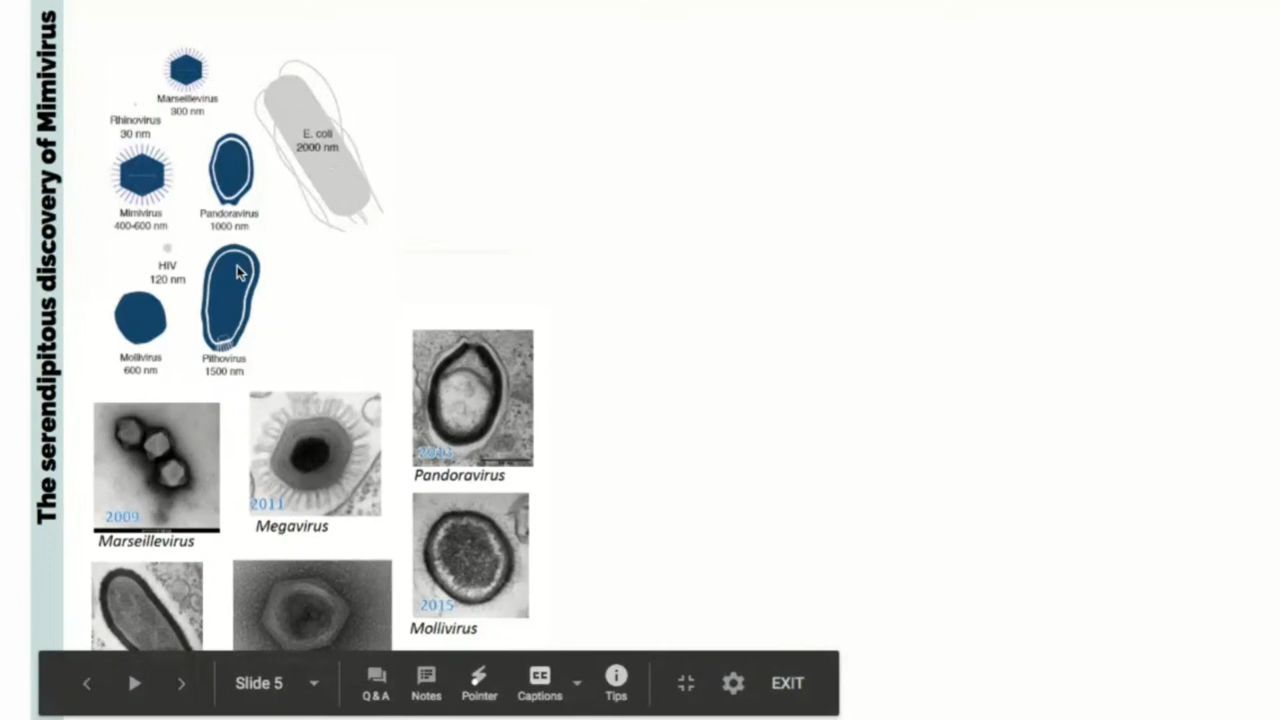 The serendipitous discovery of Mimivirus
Marseillevirus
300 nm
Rhinovirus
30 nm
E. coli
2000 nm
Mimivirus
400-600 nm
Pandoravirus
1000 nm
HIV
120 nm
Mollivirus
600 nm
Pithovirus
1500 nm
2009
Marseillevirus
2011
Megavirus
2013
Pandoravirus
2015
Mollivirus
Slide 5
Q & A
Notes
Pointer
CC
Captions
Tips
EXIT